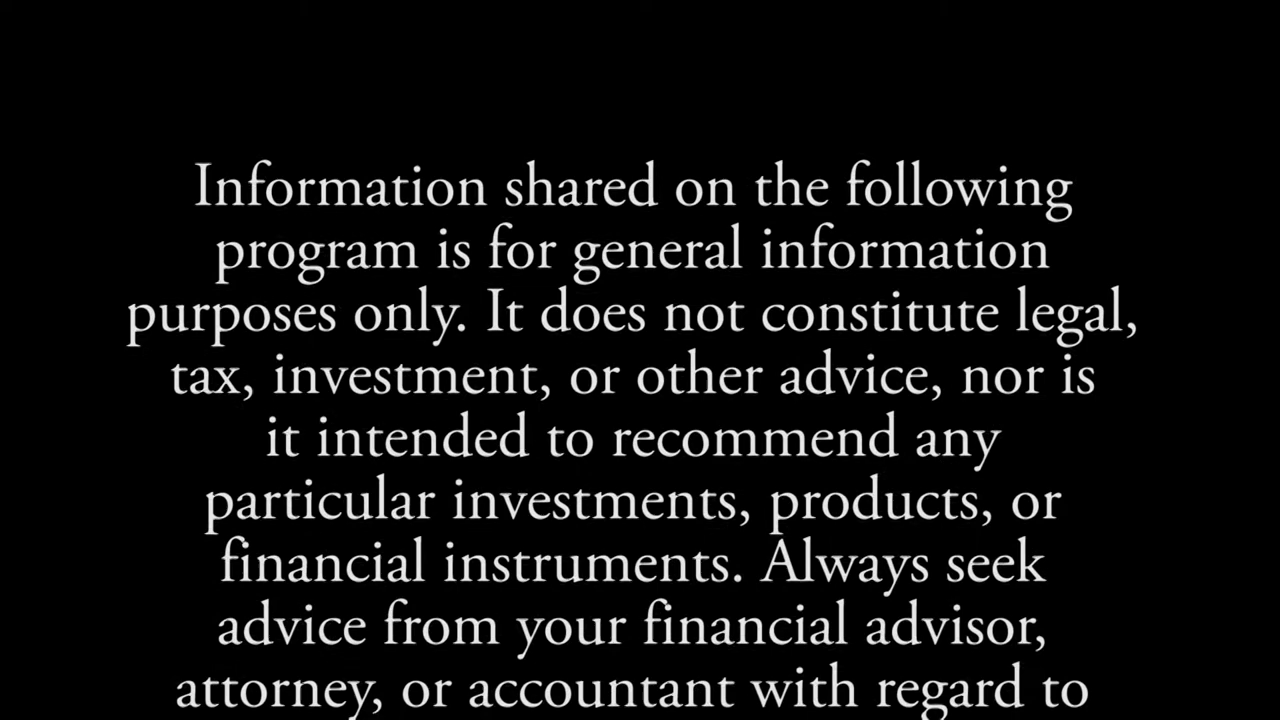 Information shared on the following
program is for general information
purposes only. It does not constitute legal,
tax, investment, or other advice, nor is
it intended to recommend any
particular investments, products, or
financial instruments. Always seek
advice from your financial advisor,
attorney, or accountant with regard to